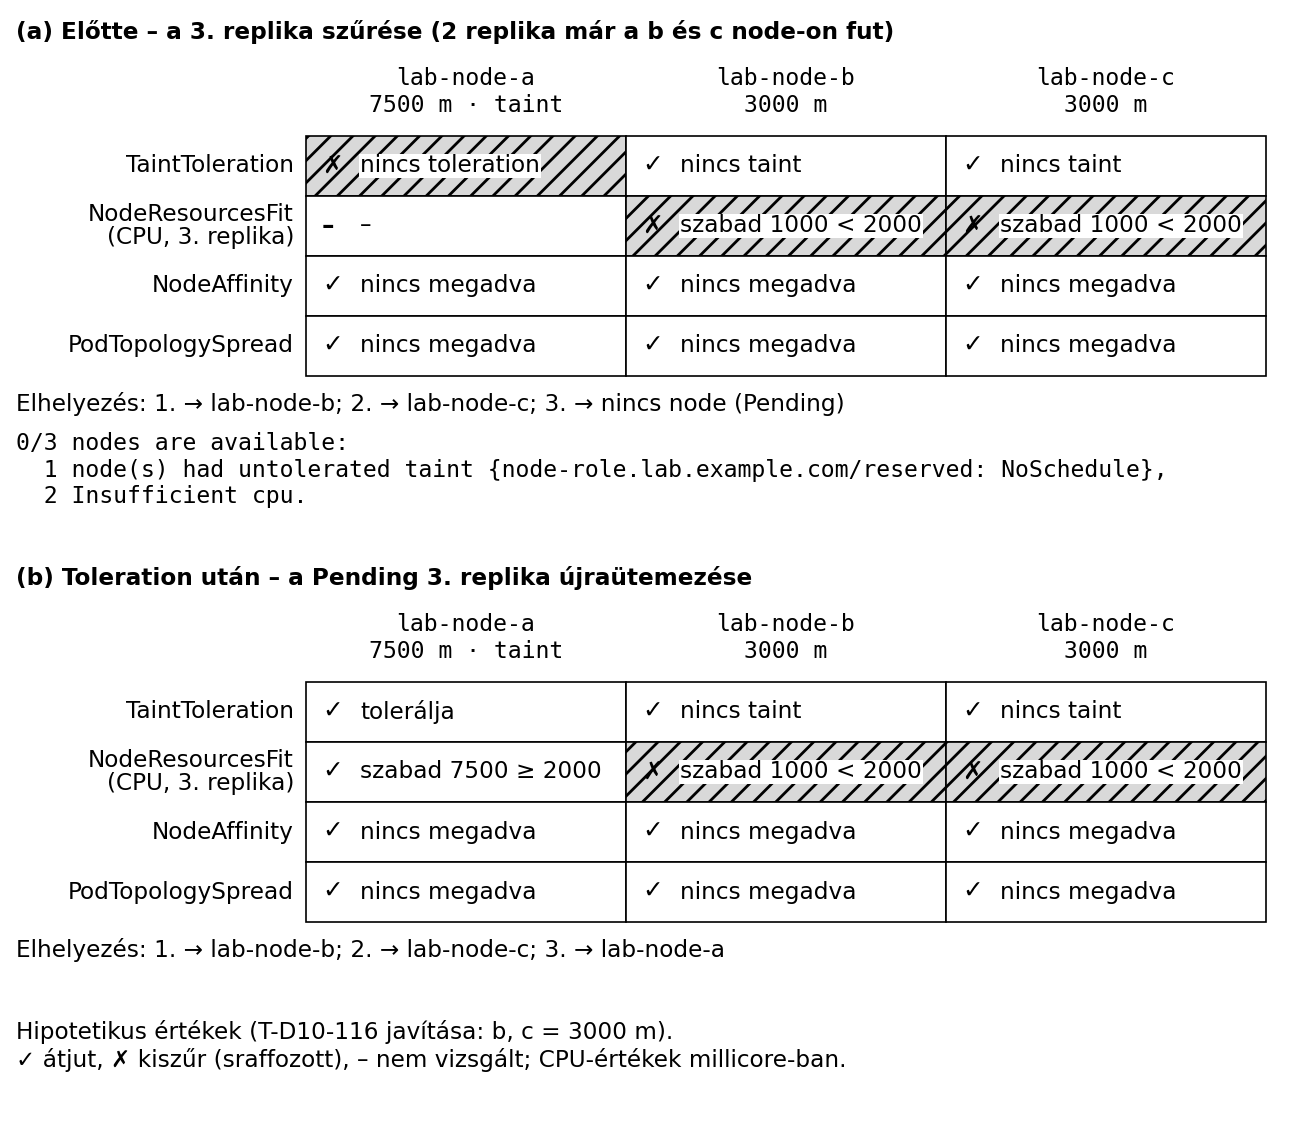 (a) Előtte – a 3. replika szűrése (2 replika már a b és c node-on fut)
lab-node-a lab-node-b lab-node-c
7500 m · taint 3000 m 3000 m
TaintToleration ✗ nincs toleration ✓ nincs taint ✓ nincs taint
NodeResourcesFit
(CPU, 3. replika) – – ✗ szabad 1000 < 2000 ✗ szabad 1000 < 2000
NodeAffinity ✓ nincs megadva ✓ nincs megadva ✓ nincs megadva
PodTopologySpread ✓ nincs megadva ✓ nincs megadva ✓ nincs megadva
Elhelyezés: 1. → lab-node-b; 2. → lab-node-c; 3. → nincs node (Pending)
0/3 nodes are available:
1 node(s) had untolerated taint {node-role.lab.example.com/reserved: NoSchedule},
2 Insufficient cpu.
(b) Toleration után – a Pending 3. replika újraütemezése
lab-node-a lab-node-b lab-node-c
7500 m · taint 3000 m 3000 m
TaintToleration ✓ tolerálja ✓ nincs taint ✓ nincs taint
NodeResourcesFit
(CPU, 3. replika) ✓ szabad 7500 ≥ 2000 ✗ szabad 1000 < 2000 ✗ szabad 1000 < 2000
NodeAffinity ✓ nincs megadva ✓ nincs megadva ✓ nincs megadva
PodTopologySpread ✓ nincs megadva ✓ nincs megadva ✓ nincs megadva
Elhelyezés: 1. → lab-node-b; 2. → lab-node-c; 3. → lab-node-a
Hipotetikus értékek (T-D10-116 javítása: b, c = 3000 m).
✓ átjut, ✗ kiszűr (sraffozott), – nem vizsgált; CPU-értékek millicore-ban.